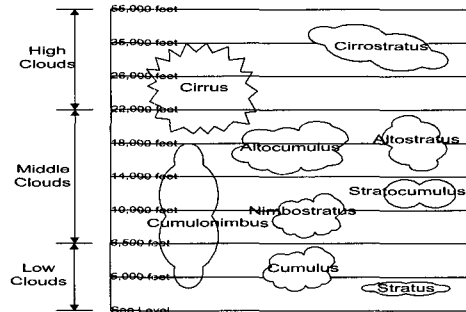 55,000 feet
High
Clouds
35,000 feet
Cirrostratus
26,000 feet
Cirrus
22,000 feet
Middle
Clouds
18,000 feet
Altocumulus
Altostratus
14,000 feet
Stratocumulus
10,000 feet
Nimbostratus
Cumulonimbus
6,500 feet
Low
Clouds
Cumulus
feet
Stratus
Sea Level